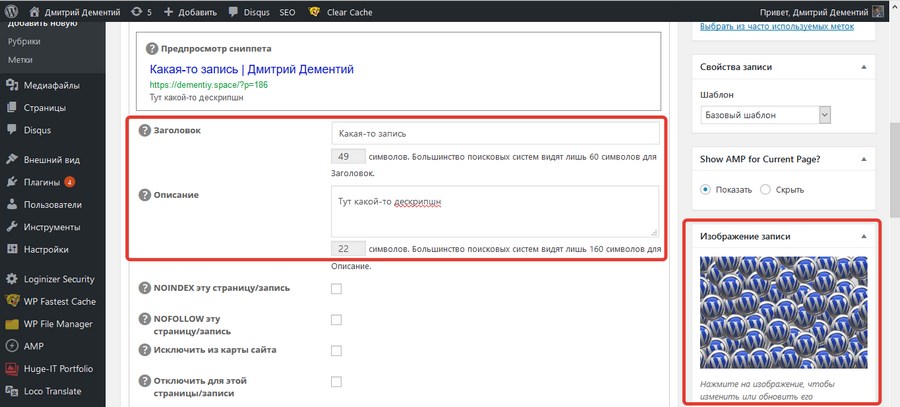 Дмитрий Дементий 5 + Добавить Disqus SEO Clear Cache Привет, Дмитрий Дементий
Добавить новую
Рубрики
Метки
Медиафайлы
Страницы
Disqus
Внешний вид
Плагины 4
Пользователи
Инструменты
Настройки
Loginizer Security
WP Fastest Cache
WP File Manager
AMP
Huge-IT Portfolio
Loco Translate
Предпросмотр сниппета
Какая-то запись | Дмитрий Дементий
https://dementiy.space/?p=186
Тут какой-то дескрипшн
Заголовок
Какая-то запись
49 символов. Большинство поисковых систем видят лишь 60 символов для
Заголовок.
Описание
Тут какой-то дескрипшн
22 символов. Большинство поисковых систем видят лишь 160 символов для
Описание.
NOINDEX эту страницу/запись
NOFOLLOW эту
страницу/запись
Исключить из карты сайта
Отключить для этой
страницы/записи
Выбрать из часто используемых меток
Свойства записи
Шаблон
Базовый шаблон
Show AMP for Current Page?
Показать Скрыть
Изображение записи
Нажмите на изображение, чтобы
изменить или обновить его